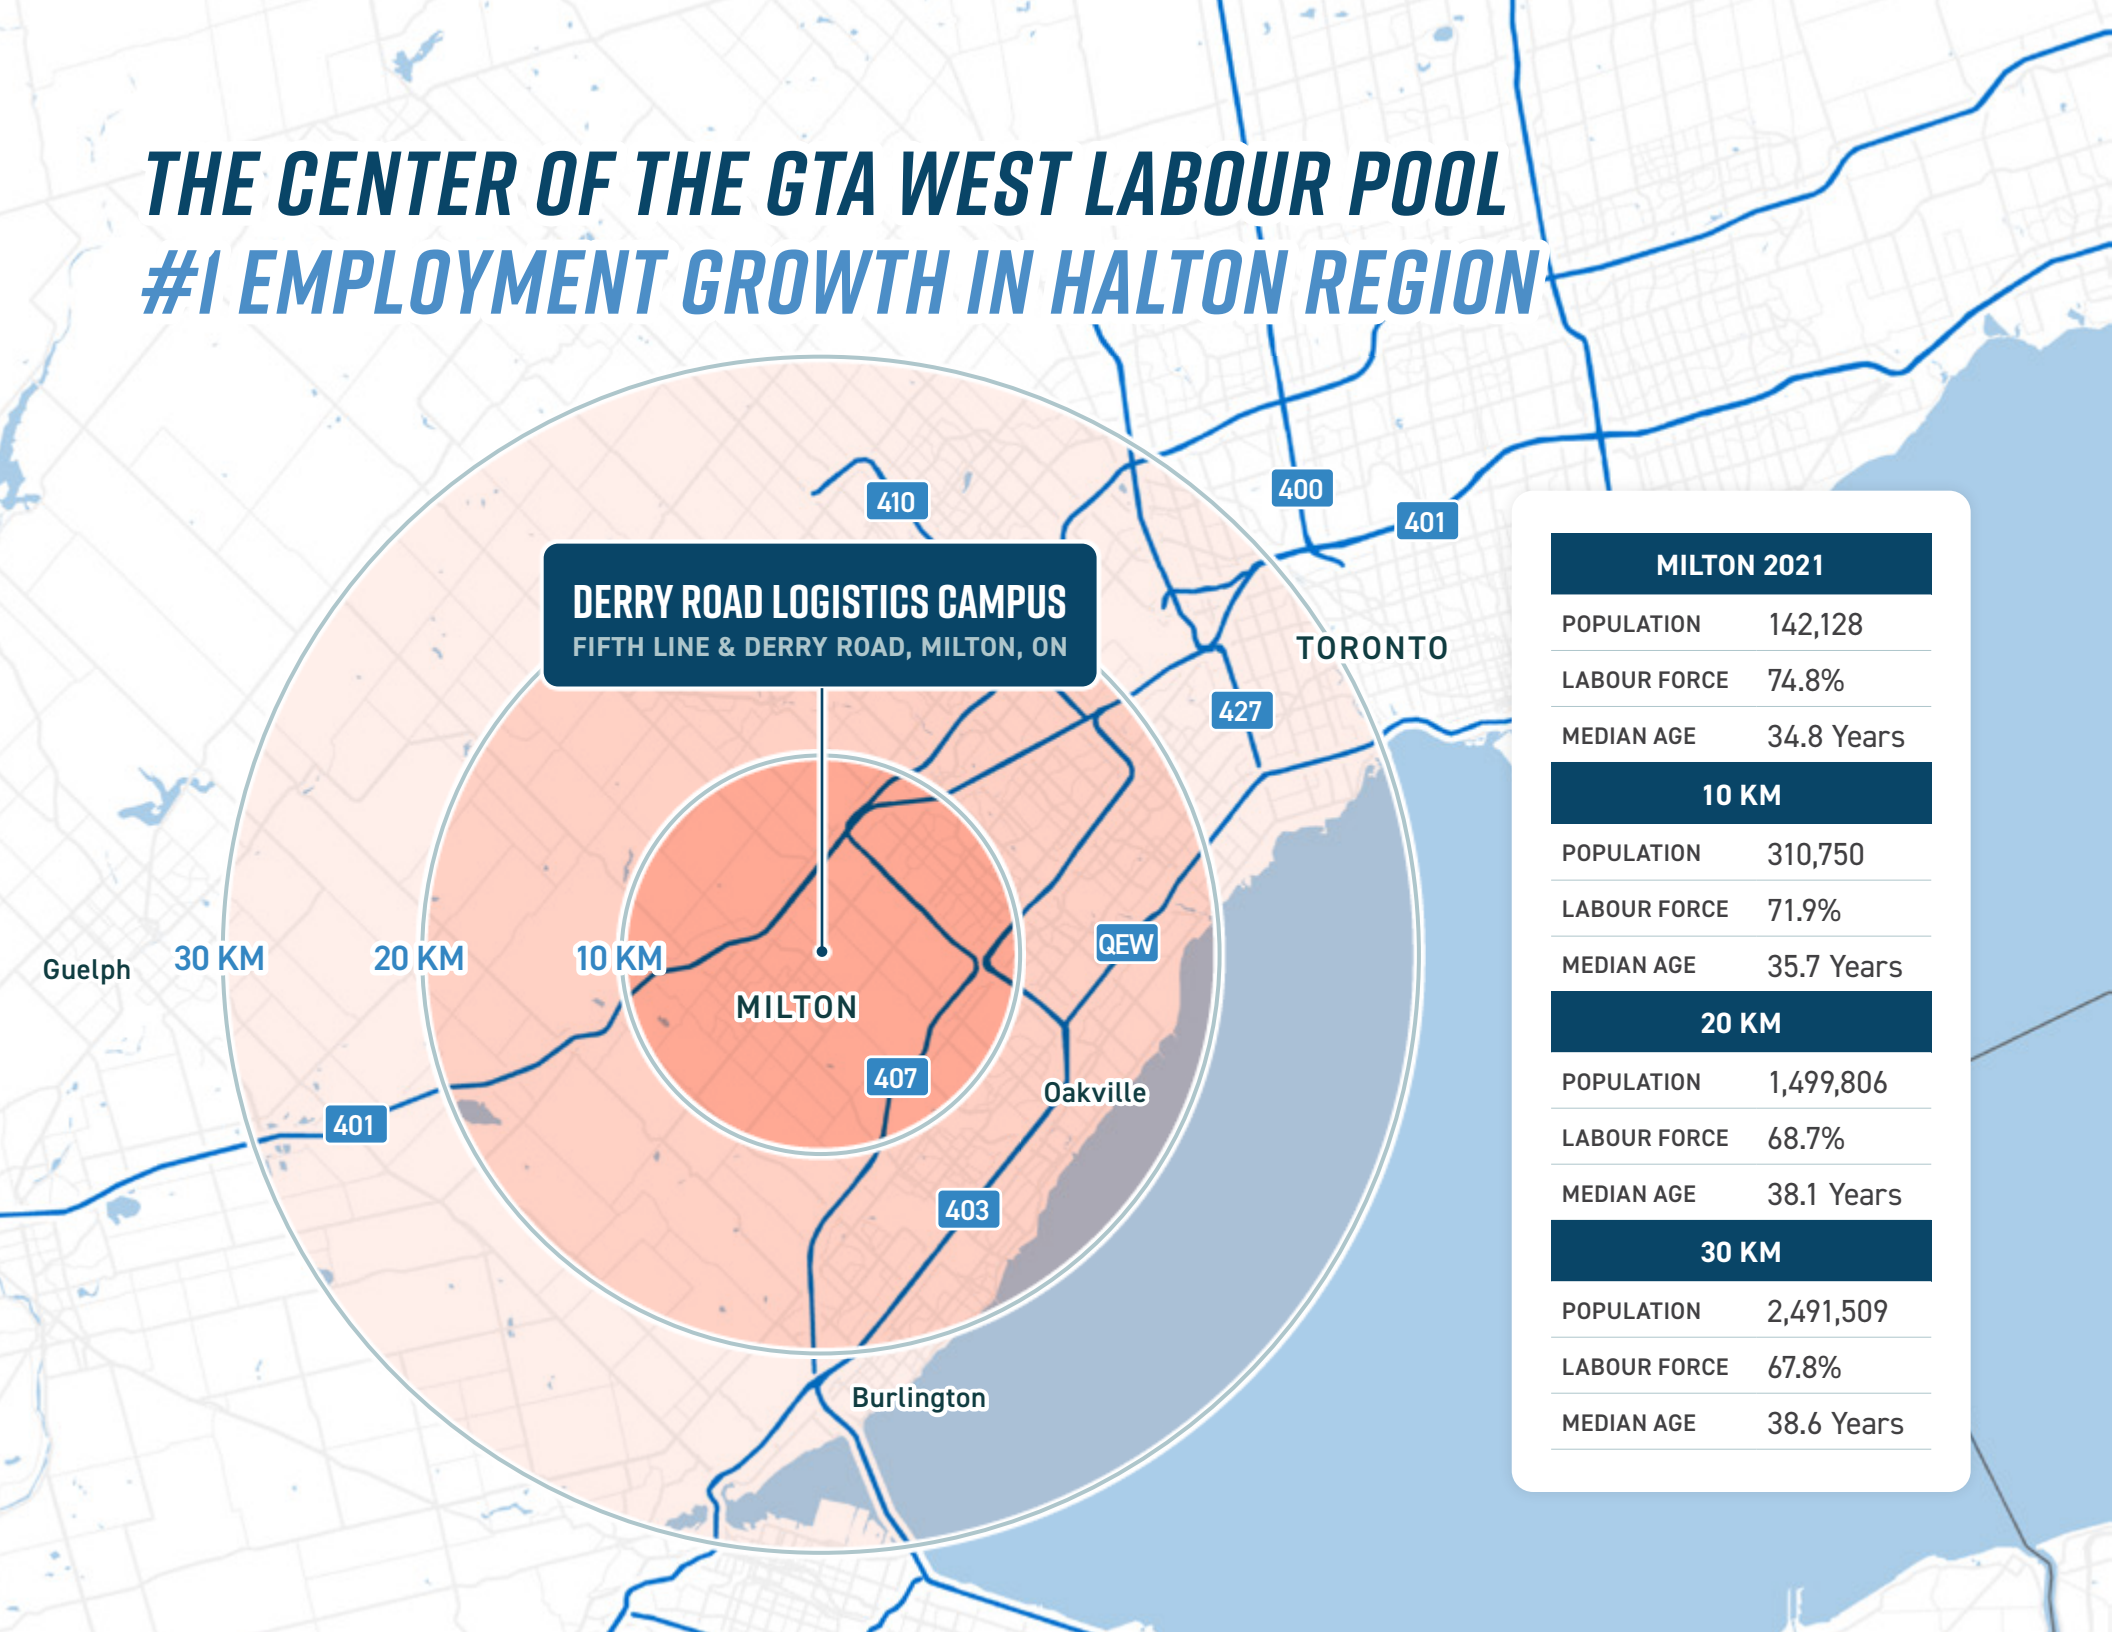 THE CENTER OF THE GTA WEST LABOUR POOL
#1 EMPLOYMENT GROWTH IN HALTON REGION
410
400
401
DERRY ROAD LOGISTICS CAMPUS
FIFTH LINE & DERRY ROAD, MILTON, ON
TORONTO
427
Guelph
30 KM
20 KM
10 KM
QEW
MILTON
407
Oakville
401
403
Burlington
MILTON 2021
POPULATION 142,128
LABOUR FORCE 74.8%
MEDIAN AGE 34.8 Years
10 KM
POPULATION 310,750
LABOUR FORCE 71.9%
MEDIAN AGE 35.7 Years
20 KM
POPULATION 1,499,806
LABOUR FORCE 68.7%
MEDIAN AGE 38.1 Years
30 KM
POPULATION 2,491,509
LABOUR FORCE 67.8%
MEDIAN AGE 38.6 Years